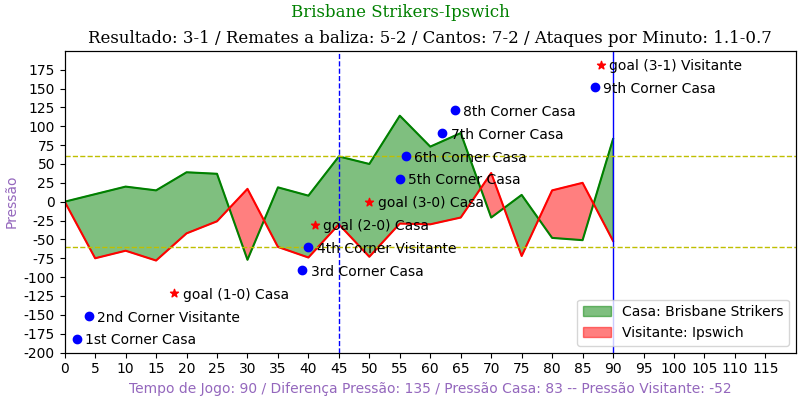 Brisbane Strikers-Ipswich
Resultado: 3-1 / Remates a baliza: 5-2 / Cantos: 7-2 / Ataques por Minuto: 1.1-0.7
175
150
125
100
75
50
25
0
-25
-50
-75
-100
-125
-150
-175
-200
Pressão
goal (3-1) Visitante
9th Corner Casa
8th Corner Casa
7th Corner Casa
6th Corner Casa
5th Corner Casa
goal (3-0) Casa
goal (2-0) Casa
4th Corner Visitante
3rd Corner Casa
goal (1-0) Casa
2nd Corner Visitante
1st Corner Casa
Casa: Brisbane Strikers
Visitante: Ipswich
0 5 10 15 20 25 30 35 40 45 50 55 60 65 70 75 80 85 90 95 100 105 110 115
Tempo de Jogo: 90 / Diferença Pressão: 135 / Pressão Casa: 83 -- Pressão Visitante: -52